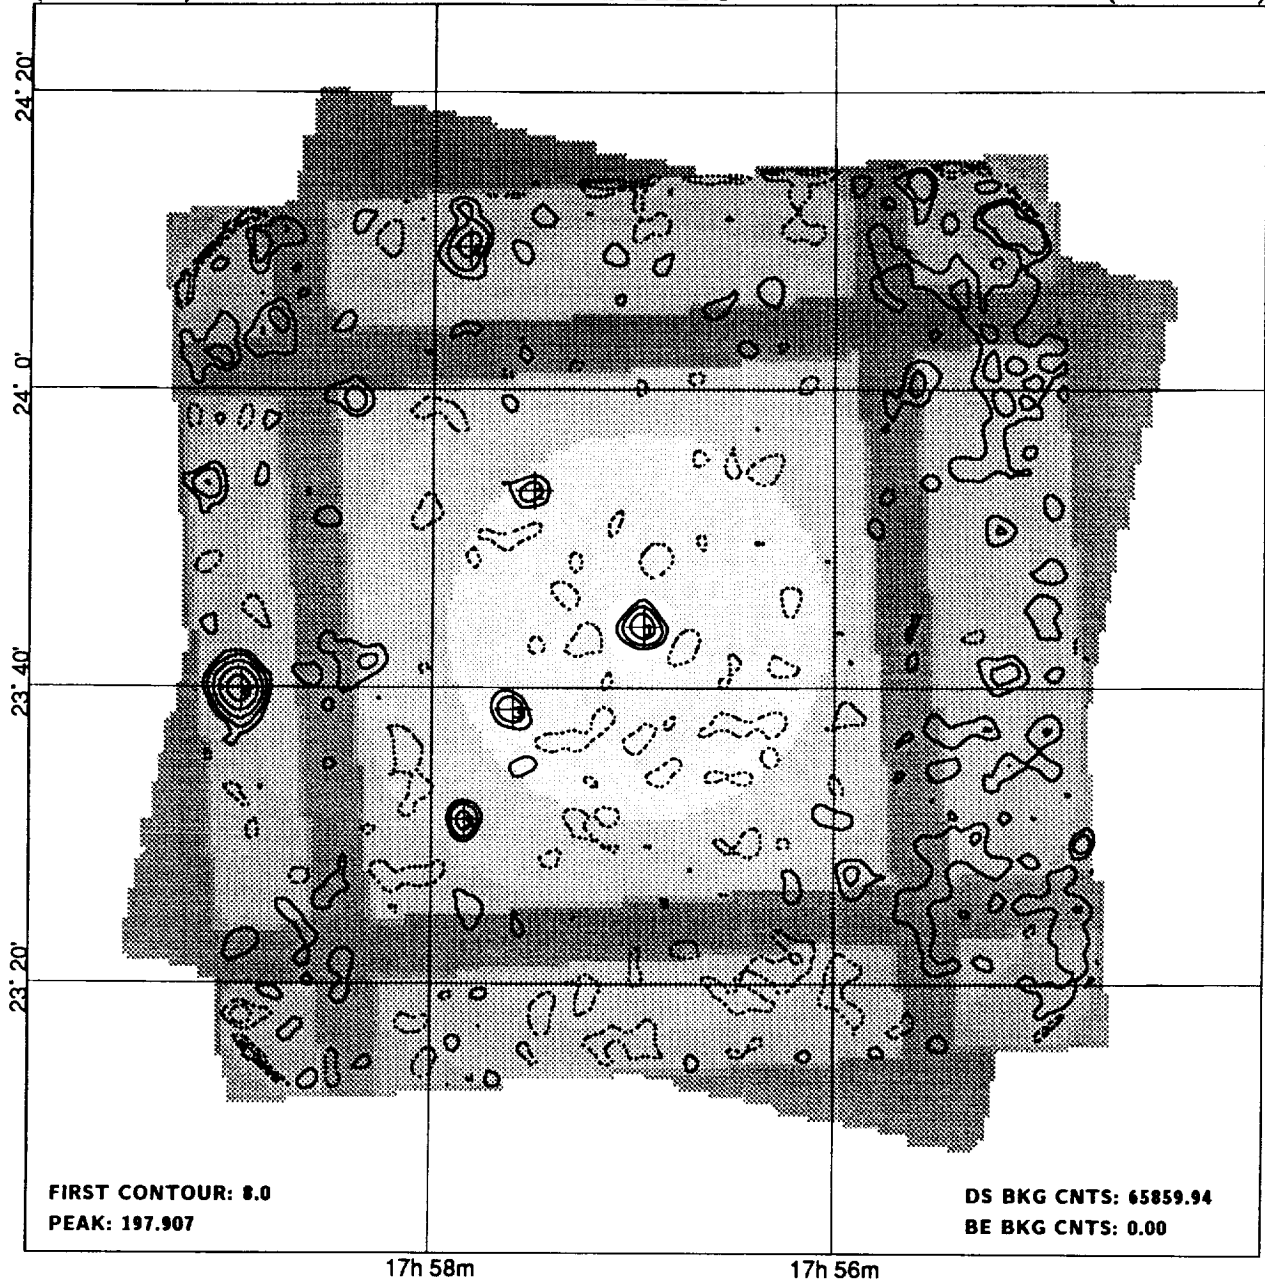 24° 20'
24° 0'
23° 40'
23° 20'
FIRST CONTOUR: 8.0
PEAK: 197.907
DS BKG CNTS: 65859.94
BE BKG CNTS: 0.00
17h 58m
17h 56m